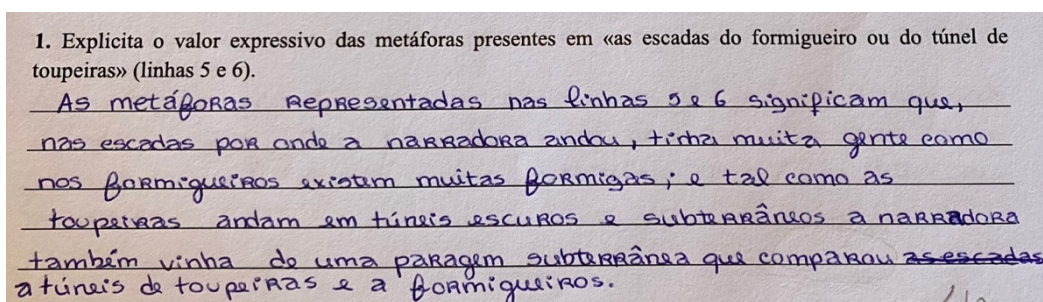 1. Explicita o valor expressivo das metáforas presentes em «as escadas do formigueiro ou do túnel de
toupeiras» (linhas 5 e 6).
As metáforas representadas nas linhas 5 e 6 significam que,
nas escadas por onde a narradora andou, tinha muita gente como
nos formigueiros existem muitas formigas; e tal como as
toupeiras andam em túneis escuros e subterrâneos a narradora
também vinha de uma paragem subterrânea que comparou as escadas
a túneis de toupeiras e a formigueiros.